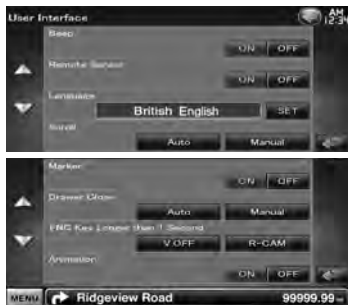 User Interface
AM
12:34
Beep
ON OFF
Remote Sensor
ON OFF
Language
British English SET
Scroll
Auto Manual
Marker
ON OFF
Drawer Close
Auto Manual
FNC Key Longer than 1 Second
V.OFF R-CAM
Animation
ON OFF
MENU Ridgeview Road 99999.99